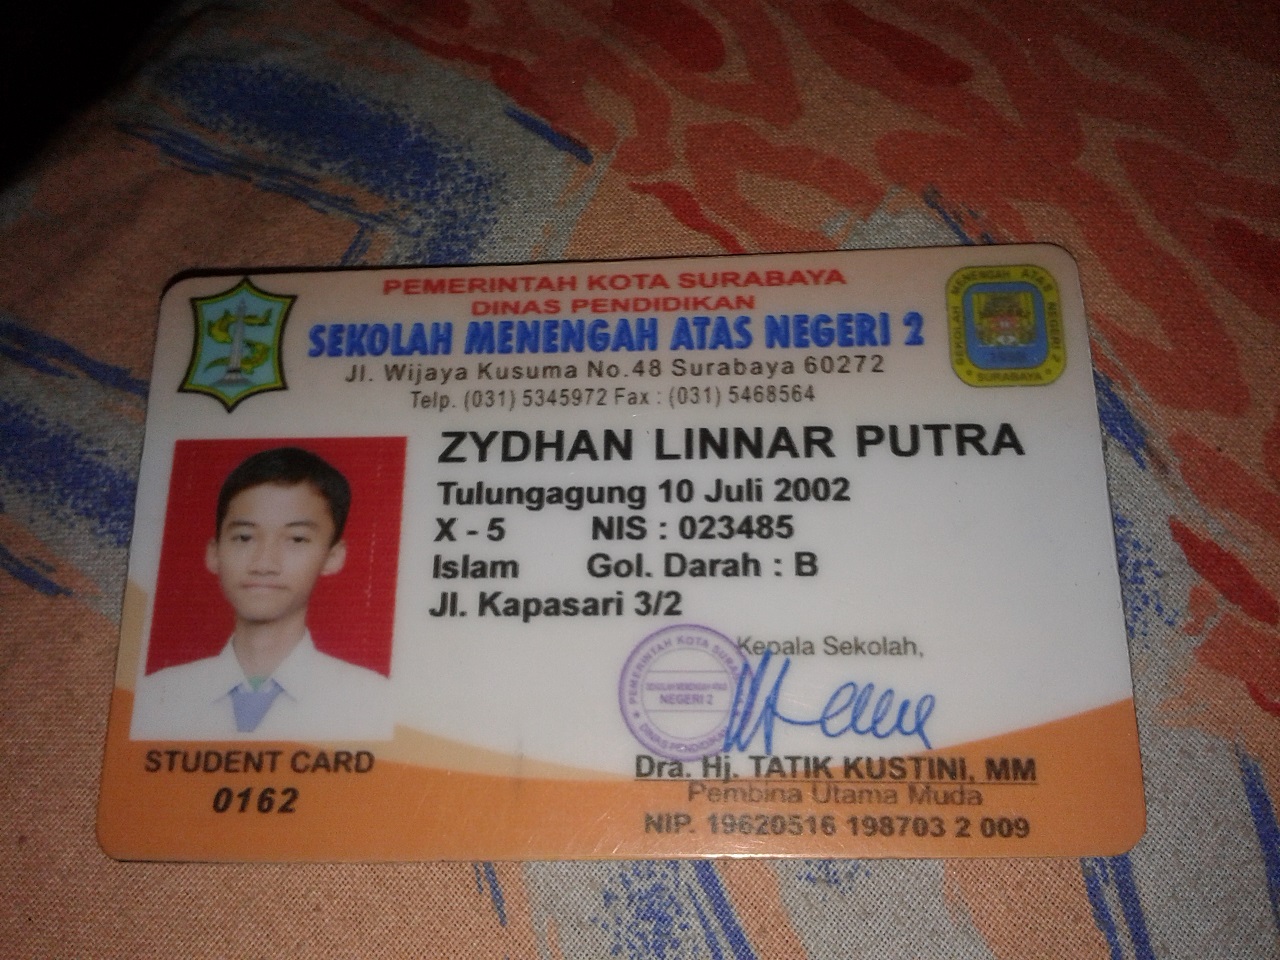 PEMERINTAH KOTA SURABAYA
DINAS PENDIDIKAN
SEKOLAH MENENGAH ATAS NEGERI 2
Jl. Wijaya Kusuma No.48 Surabaya 60272
Telp. (031) 5345972 Fax : (031) 5468564
SEKOLAH MENENGAH ATAS NEGERI 2
SURABAYA
ZYDHAN LINNAR PUTRA
Tulungagung 10 Juli 2002
X - 5 NIS : 023485
Islam Gol. Darah : B
Jl. Kapasari 3/2
Kepala Sekolah,
PEMERINTAH KOTA SURABAYA
SEKOLAH MENENGAH ATAS
NEGERI 2
DINAS PENDIDIKAN
Dra. Hj. TATIK KUSTINI, MM
Pembina Utama Muda
NIP. 19620516 198703 2 009
STUDENT CARD
0162